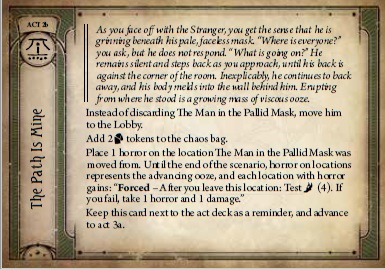 ACT 2b
The Path Is Mine
As you face off with the Stranger, you get the sense that he is
grinning beneath his pale, faceless mask. “Where is everyone?”
you ask, but he does not respond. “What is going on?” He
remains silent and steps back as you approach, until his back is
against the corner of the room. Inexplicably, he continues to back
away, and his body melds into the wall behind him. Erupting
from where he stood is a growing mass of viscous ooze.
Instead of discarding The Man in the Pallid Mask, move him
to the Lobby.
Add 2 tokens to the chaos bag.
Place 1 horror on the location The Man in the Pallid Mask was
moved from. Until the end of the scenario, horror on locations
represents the advancing ooze, and each location with horror
gains: “Forced – After you leave this location: Test (4). If
you fail, take 1 horror and 1 damage.”
Keep this card next to the act deck as a reminder, and advance
to act 3a.